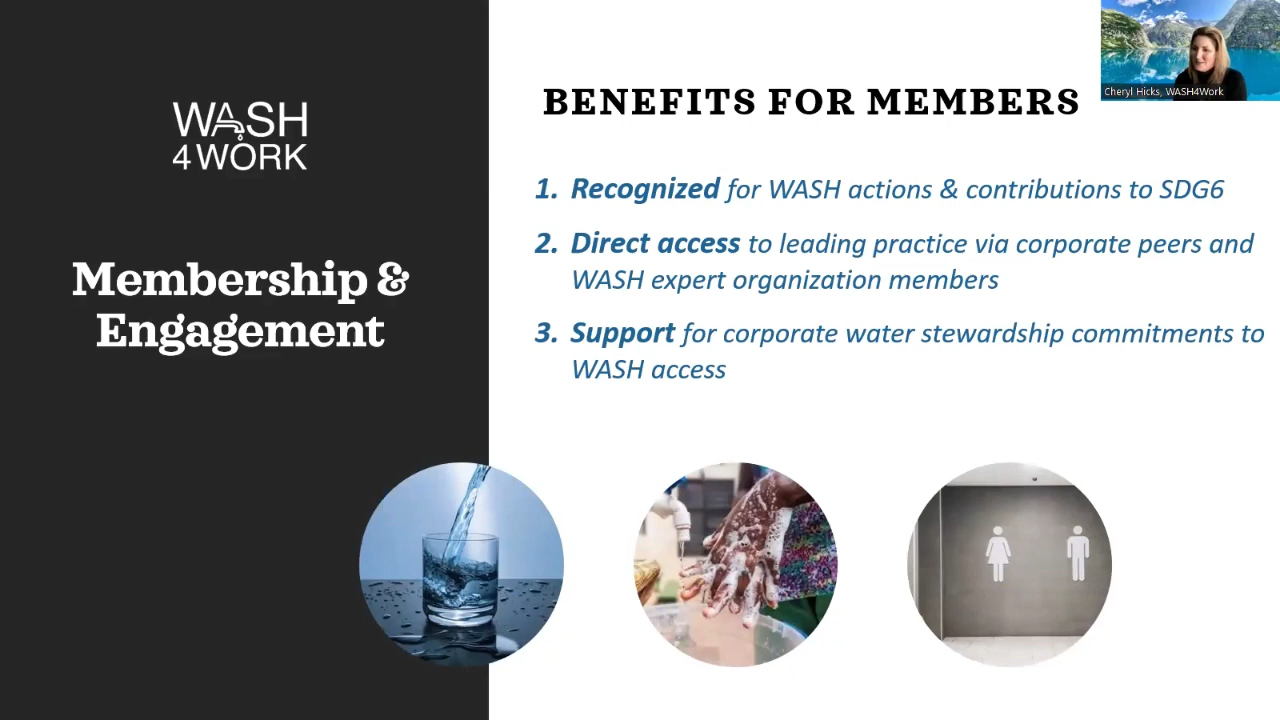 WASH
4 WORK
Membership &
Engagement
BENEFITS FOR MEMBERS
Cheryl Hicks, WASH4Work
1. Recognized for WASH actions & contributions to SDG6
2. Direct access to leading practice via corporate peers and
WASH expert organization members
3. Support for corporate water stewardship commitments to
WASH access